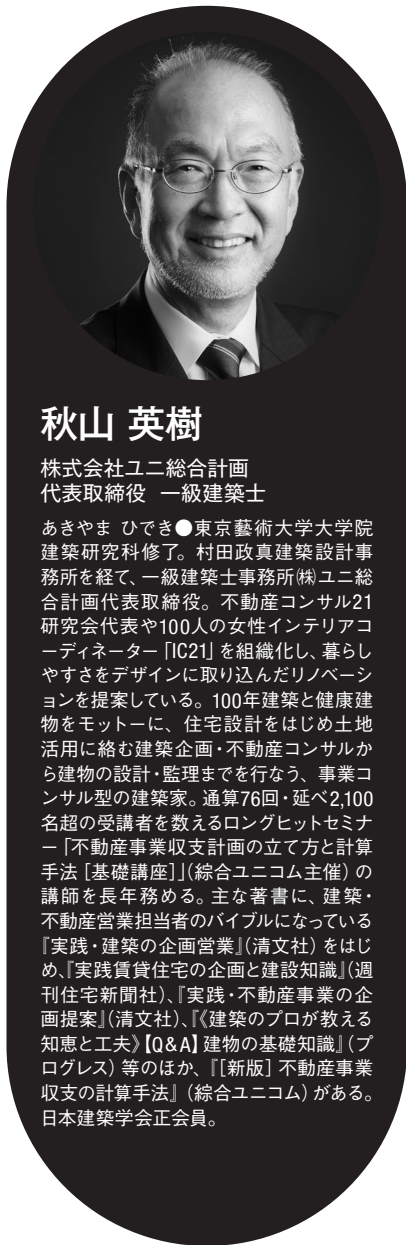 秋山 英樹
株式会社ユニ総合計画
代表取締役 一級建築士
あきやま ひでき●東京藝術大学大学院
建築研究科修了。村田政真建築設計事
務所を経て、一級建築士事務所㈱ユニ総
合計画代表取締役。不動産コンサル21
研究会代表や100人の女性インテリアコ
ーディネーター「IC21」を組織化し、暮らし
やすさをデザインに取り込んだリノベーシ
ョンを提案している。100年建築と健康建
物をモットーに、住宅設計をはじめ土地
活用に絡む建築企画・不動産コンサルか
ら建物の設計・監理までを行なう、事業コ
ンサル型の建築家。通算76回・延べ2,100
名超の受講者を数えるロングヒットセミナ
ー「不動産事業収支計画の立て方と計算
手法［基礎講座］」(綜合ユニコム主催)の
講師を長年務める。主な著書に、建築・
不動産営業担当者のバイブルになっている
『実践・建築の企画営業』(清文社)をはじ
め、『実践賃貸住宅の企画と建設知識』(週
刊住宅新聞社)、『実践・不動産事業の企
画提案』(清文社)、『《建築のプロが教える
知恵と工夫》【Q&A】建物の基礎知識』(プ
ログレス)等のほか、『［新版］不動産事業
収支の計算手法』(綜合ユニコム)がある。
日本建築学会正会員。